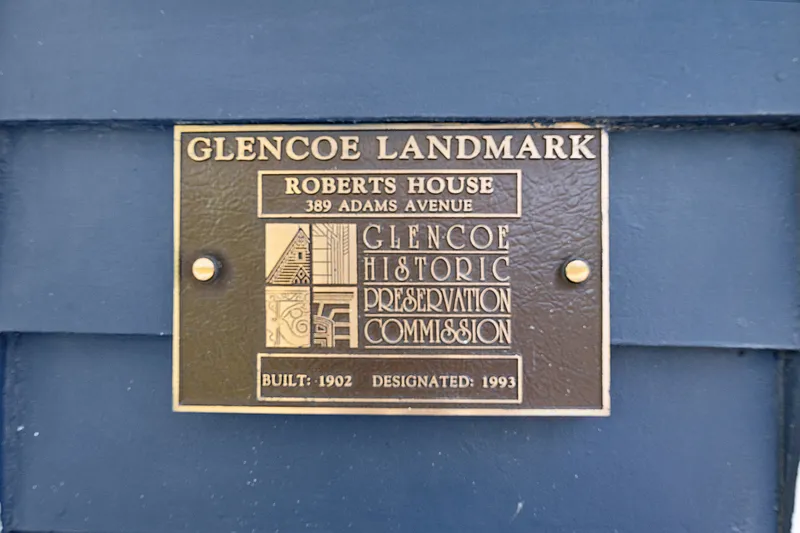 GLENCOE LANDMARK
ROBERTS HOUSE
389 ADAMS AVENUE
GLENCOE
HISTORIC
PRESERVATION
COMMISSION
BUILT: 1902 DESIGNATED: 1993